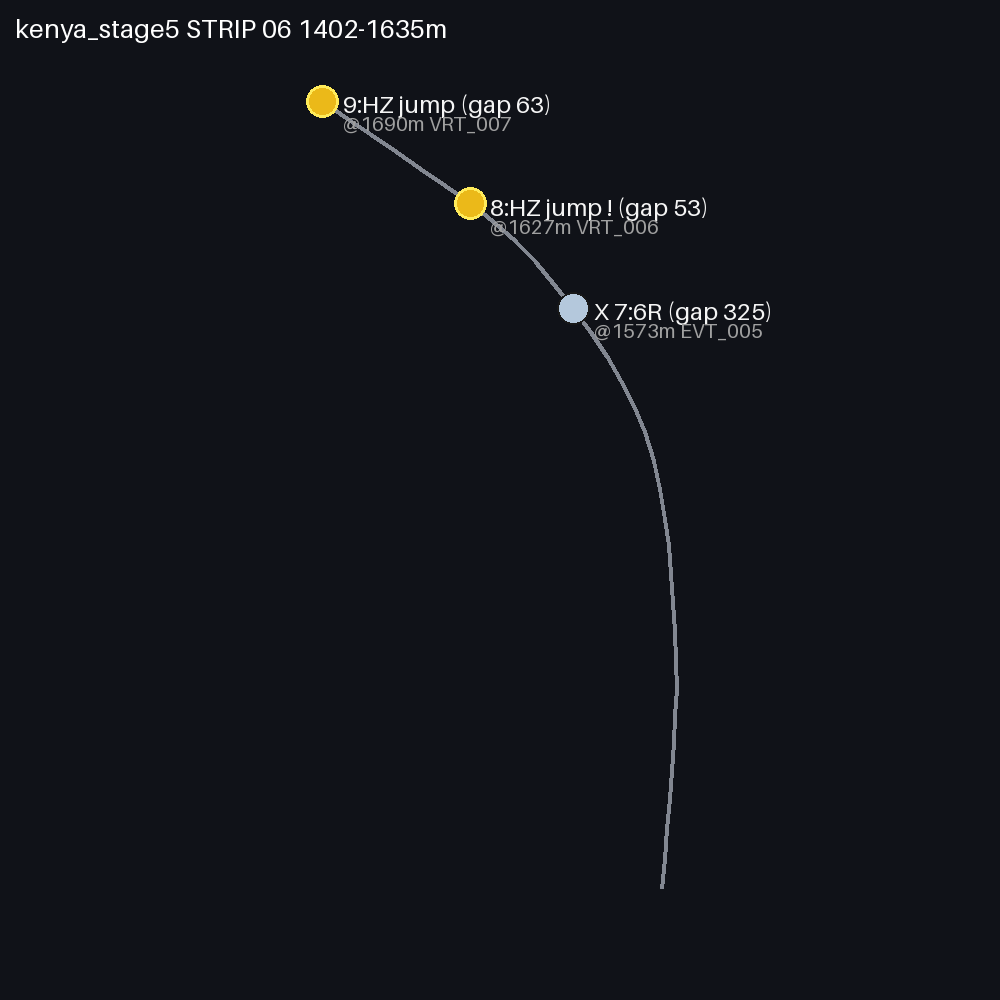 kenya_stage5 STRIP 06 1402-1635m
9:HZ jump (gap 63)
@1690m VRT_007
8:HZ jump ! (gap 53)
@1627m VRT_006
X 7:6R (gap 325)
@1573m EVT_005